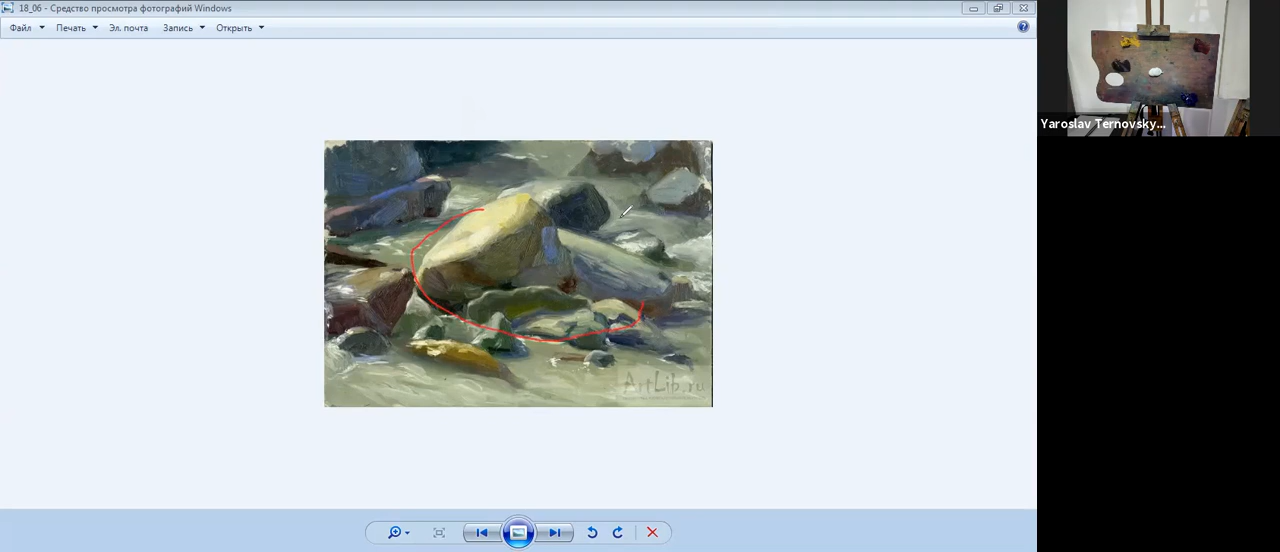 18_06 - Средство просмотра фотографий Windows
Файл Печать Эл. почта Запись Открыть
Yaroslav Ternovsky...
ArtLib.ru